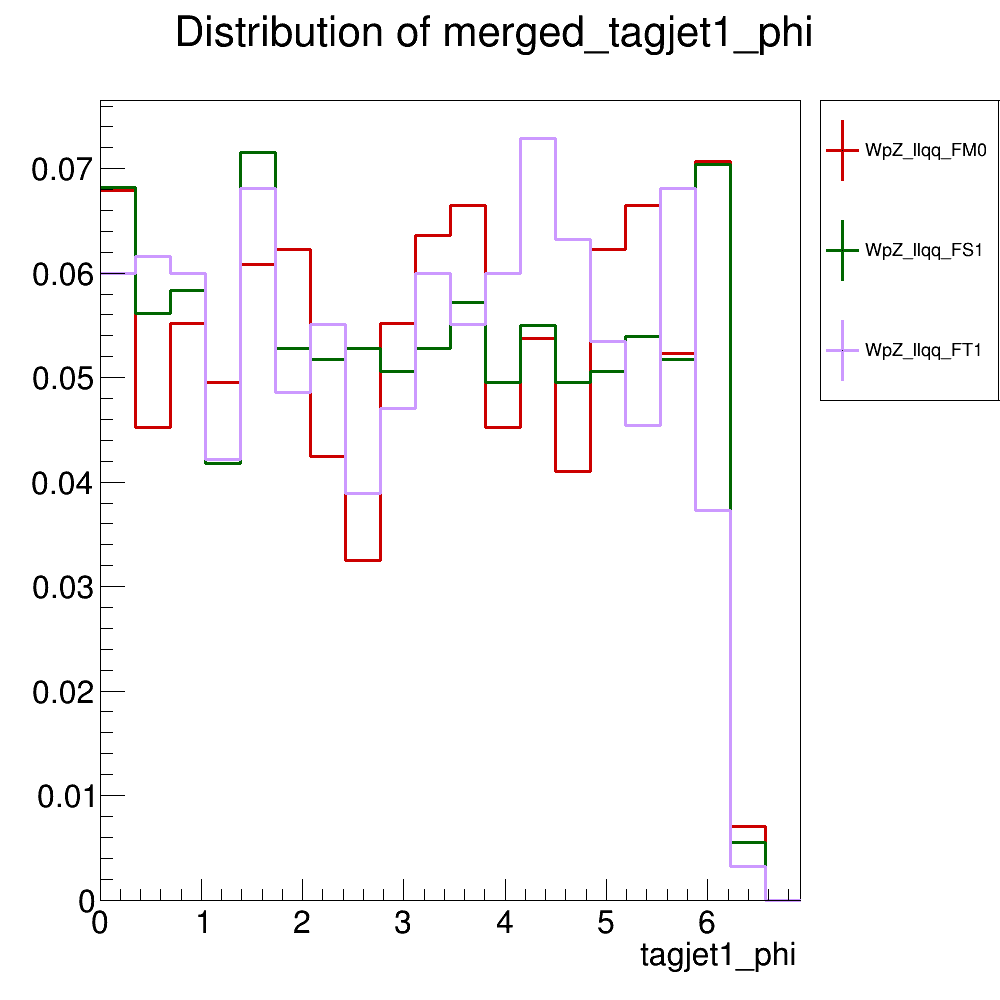 Distribution of merged_tagjet1_phi
WpZ_llqq_FM0
WpZ_llqq_FS1
WpZ_llqq_FT1
0.07
0.06
0.05
0.04
0.03
0.02
0.01
0
0 1 2 3 4 5 6
tagjet1_phi